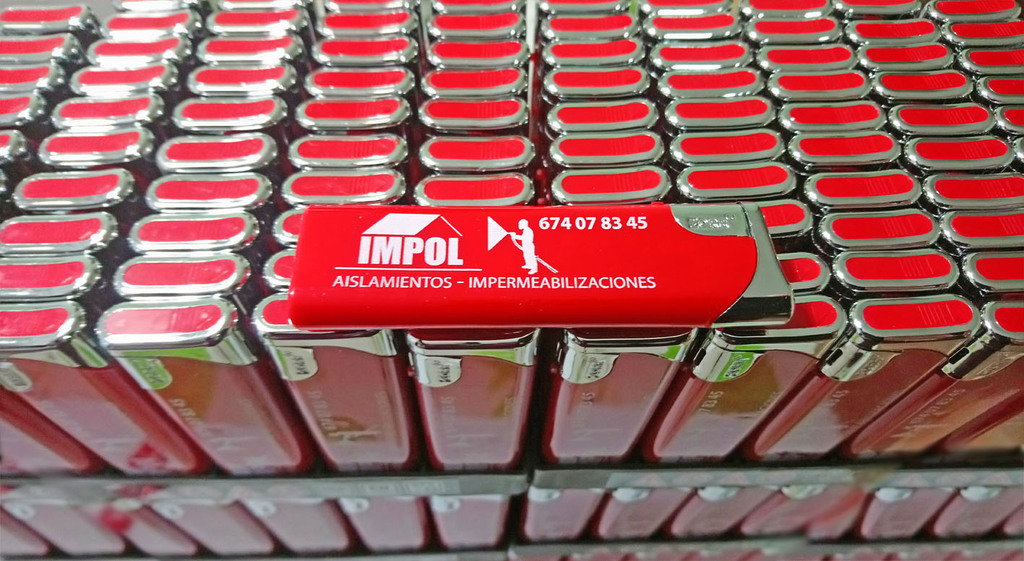 IMPOL
674 07 83 45
AISLAMIENTOS - IMPERMEABILIZACIONES